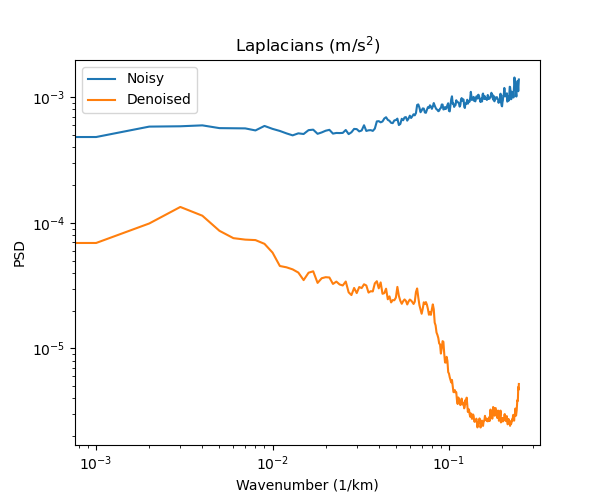 Laplacians (m/s²)
Noisy
Denoised
10⁻³
10⁻⁴
10⁻⁵
PSD
10⁻³
10⁻²
10⁻¹
Wavenumber (1/km)